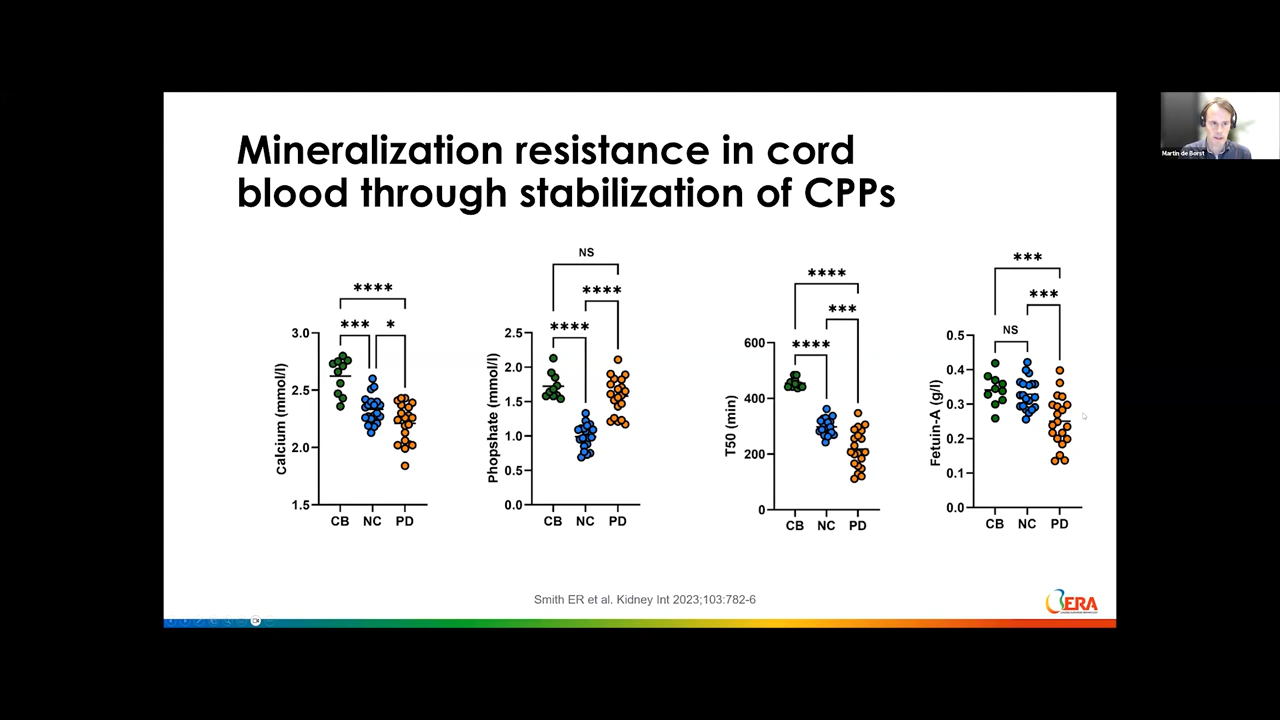 Mineralization resistance in cord
blood through stabilization of CPPs
Martin de Borst
****
***
*
3.0
2.5
2.0
1.5
Calcium (mmol/l)
CB
NC
PD
NS
****
****
2.5
2.0
1.5
1.0
0.5
0.0
Phopshate (mmol/l)
CB
NC
PD
****
***
****
600
400
200
0
T50 (min)
CB
NC
PD
***
***
NS
0.5
0.4
0.3
0.2
0.1
0.0
Fetuin-A (g/l)
CB
NC
PD
Smith ER et al. Kidney Int 2023;103:782-6
ERA